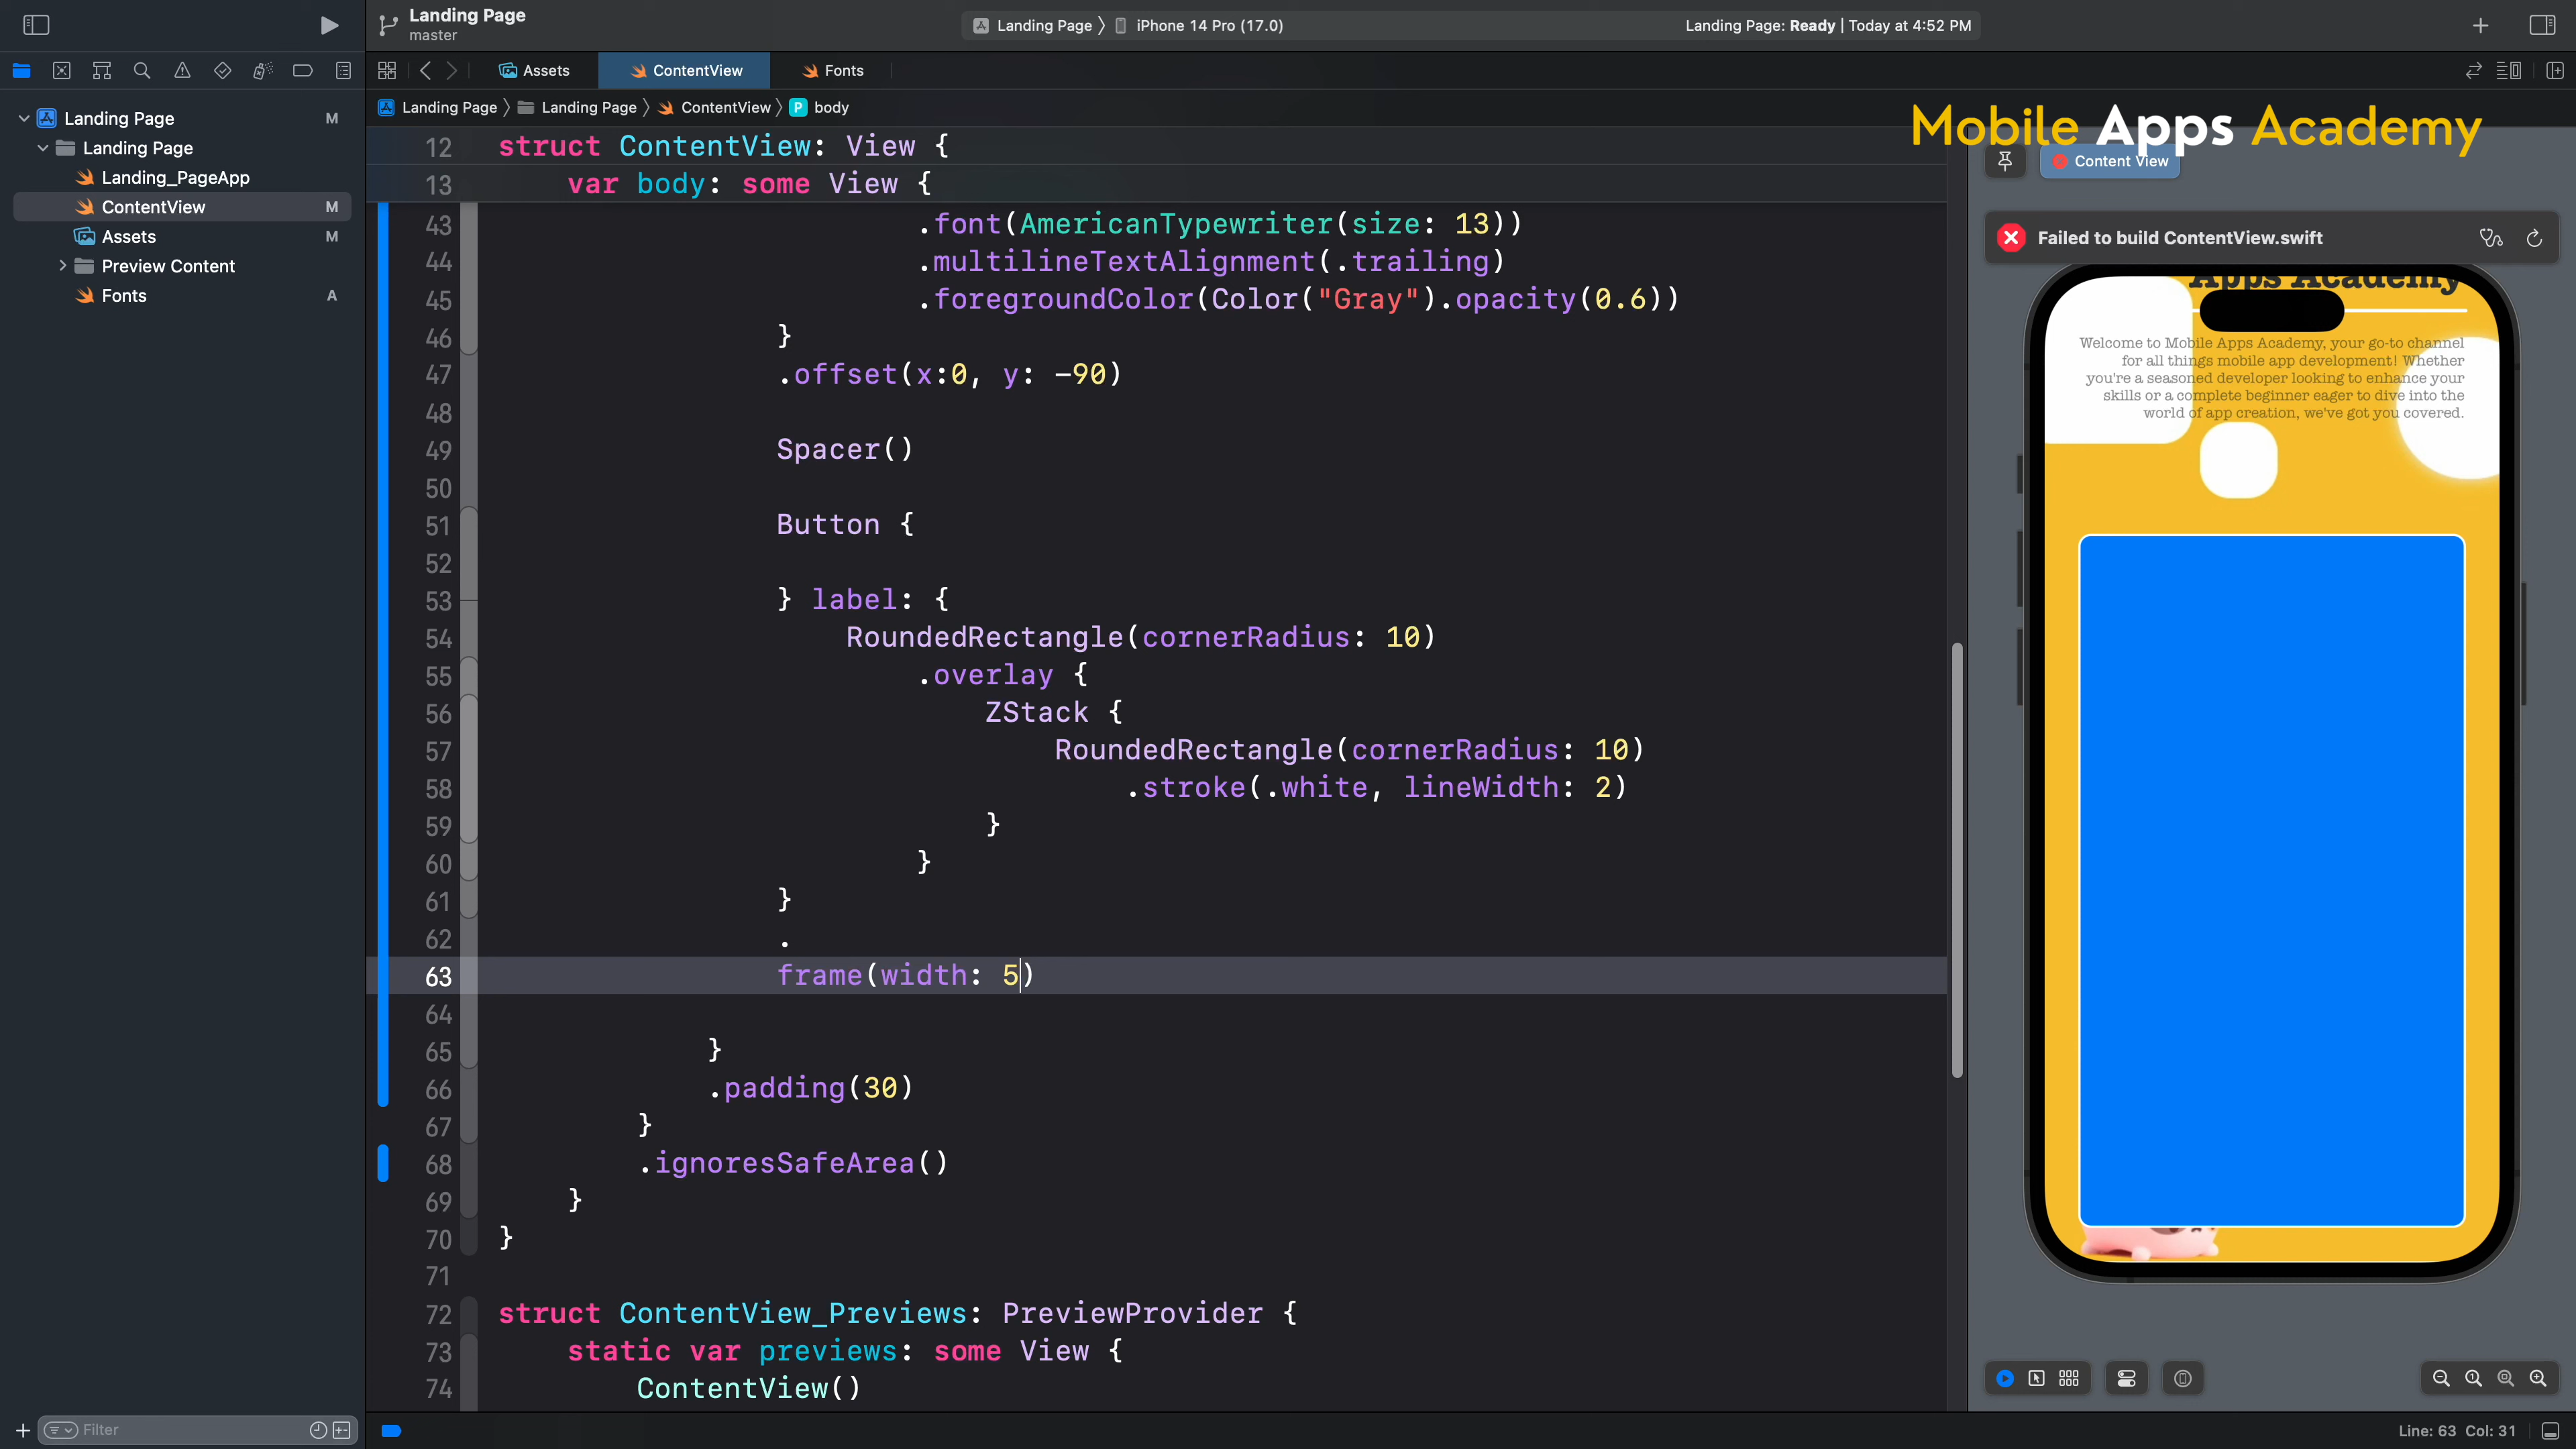 Landing Page
master
Landing Page
iPhone 14 Pro (17.0)
Landing Page: Ready | Today at 4:52 PM
Assets
ContentView
Fonts
Landing Page
Landing Page
ContentView
P
body
Mobile Apps Academy
Landing Page
M
Landing Page
Landing_PageApp
ContentView
M
Assets
M
Preview Content
Fonts
A
12 struct ContentView: View {
13 var body: some View {
43 .font(AmericanTypewriter(size: 13))
44 .multilineTextAlignment(.trailing)
45 .foregroundColor(Color("Gray").opacity(0.6))
46 }
47 .offset(x:0, y: -90)
48
49 Spacer()
50
51 Button {
52
53 } label: {
54 RoundedRectangle(cornerRadius: 10)
55 .overlay {
56 ZStack {
57 RoundedRectangle(cornerRadius: 10)
58 .stroke(.white, lineWidth: 2)
59 }
60 }
61 }
62 .
63 frame(width: 5)
64
65 }
66 .padding(30)
67 }
68 .ignoresSafeArea()
69 }
70 }
71
72 struct ContentView_Previews: PreviewProvider {
73 static var previews: some View {
74 ContentView()
Content View
Failed to build ContentView.swift
Apps Academy
Welcome to Mobile Apps Academy, your go-to channel
for all things mobile app development! Whether
you're a seasoned developer looking to enhance your
skills or a complete beginner eager to dive into the
world of app creation, we've got you covered.
Filter
Line: 63 Col: 31